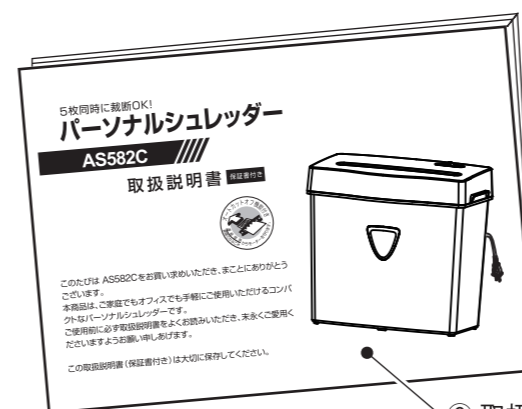 5枚同時に裁断OK!
パーソナルシュレッダー
AS582C
取扱説明書 保証書付き
このたびは AS582Cをお買い求めいただき、まことにありがとう
ございます。
本商品は、ご家庭でもオフィスでも手軽にご使用いただけるコンパ
クトなパーソナルシュレッダーです。
ご使用前に必ず取扱説明書をよくお読みいただき、末永くご愛用く
ださいますようお願い申しあげます。
この取扱説明書(保証書付き)は大切に保存してください。